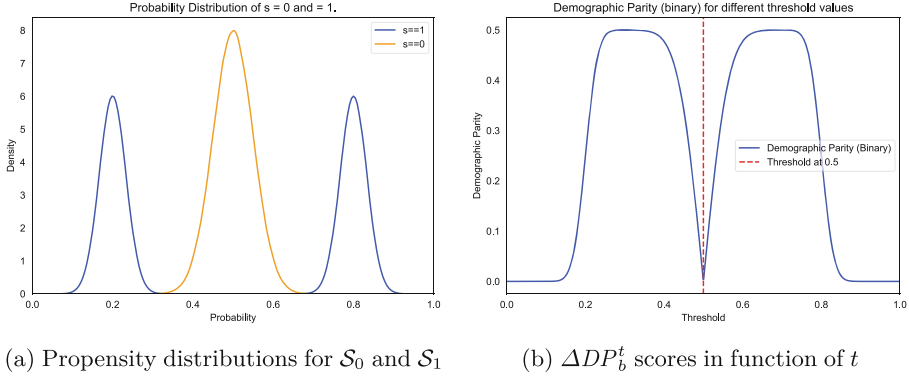 Probability Distribution of s = 0 and = 1.
8
7
6
5
4
3
2
1
0
Density
s==1
s==0
0.0 0.2 0.4 0.6 0.8 1.0
Probability
(a) Propensity distributions for S₀ and S₁
Demographic Parity (binary) for different threshold values
0.5
0.4
0.3
0.2
0.1
0.0
Demographic Parity
Demographic Parity (Binary)
Threshold at 0.5
0.0 0.2 0.4 0.6 0.8 1.0
Threshold
(b) ΔDP_b^t scores in function of t